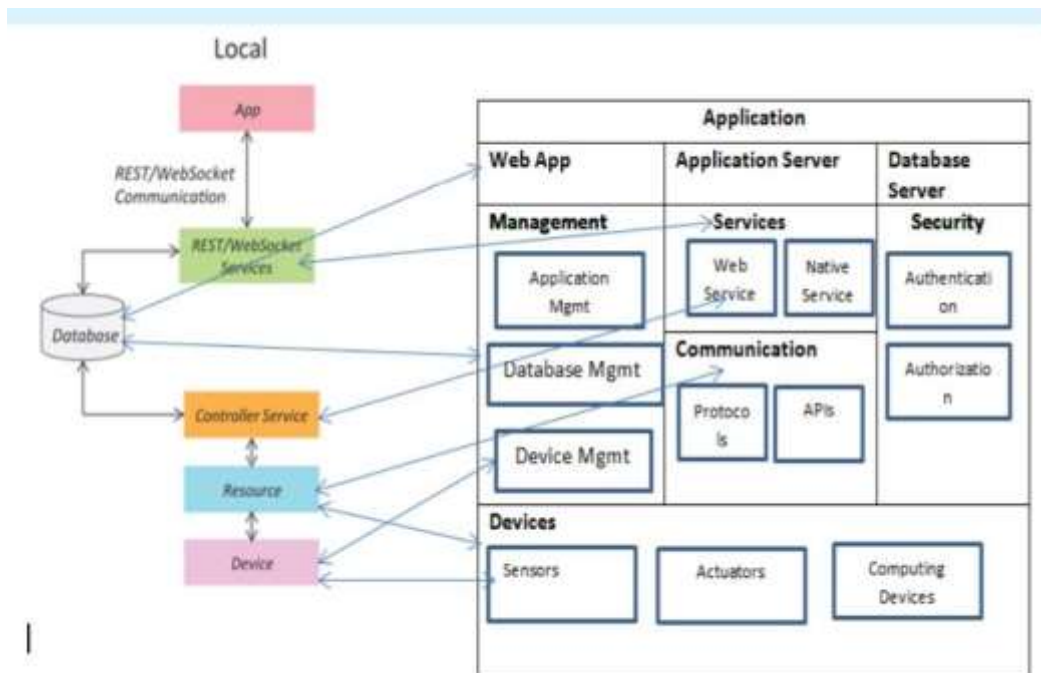 Local
App
REST/WebSocket
Communication
REST/WebSocket
Services
Database
Controller Service
Resource
Device
Application
Web App
Application Server
Database
Server
Management
Application
Mgmt
Database Mgmt
Device Mgmt
Services
Web
Service
Native
Service
Communication
Protoco
ls
APIs
Security
Authenticati
on
Authorizatio
n
Devices
Sensors
Actuators
Computing
Devices